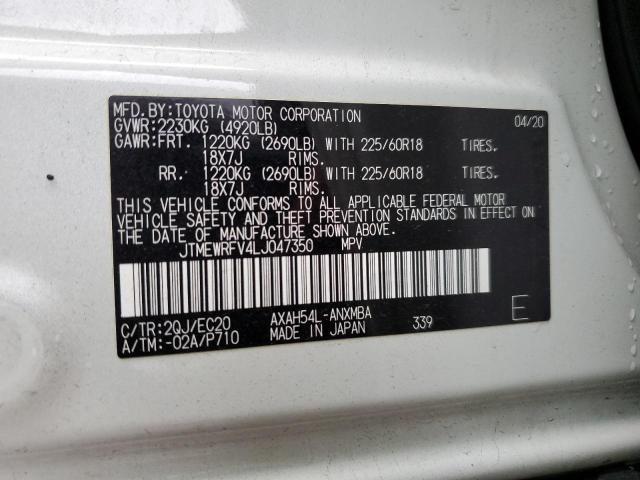 MFD.BY:TOYOTA MOTOR CORPORATION 04/20
GVWR:2230KG (4920LB)
GAWR:FRT. 1220KG (2690LB) WITH 225/60R18 TIRES.
18X7J RIMS.
RR. 1220KG (2690LB) WITH 225/60R18 TIRES.
18X7J RIMS.
THIS VEHICLE CONFORMS TO ALL APPLICABLE FEDERAL MOTOR
VEHICLE SAFETY AND THEFT PREVENTION STANDARDS IN EFFECT ON
THE DATE OF MANUFACTURE SHOWN ABOVE.
JTMEWRFV4LJ047350 MPV
C/TR:2QJ/EC20 AXAH54L-ANXMBA E
A/TM:-02A/P710 MADE IN JAPAN 339